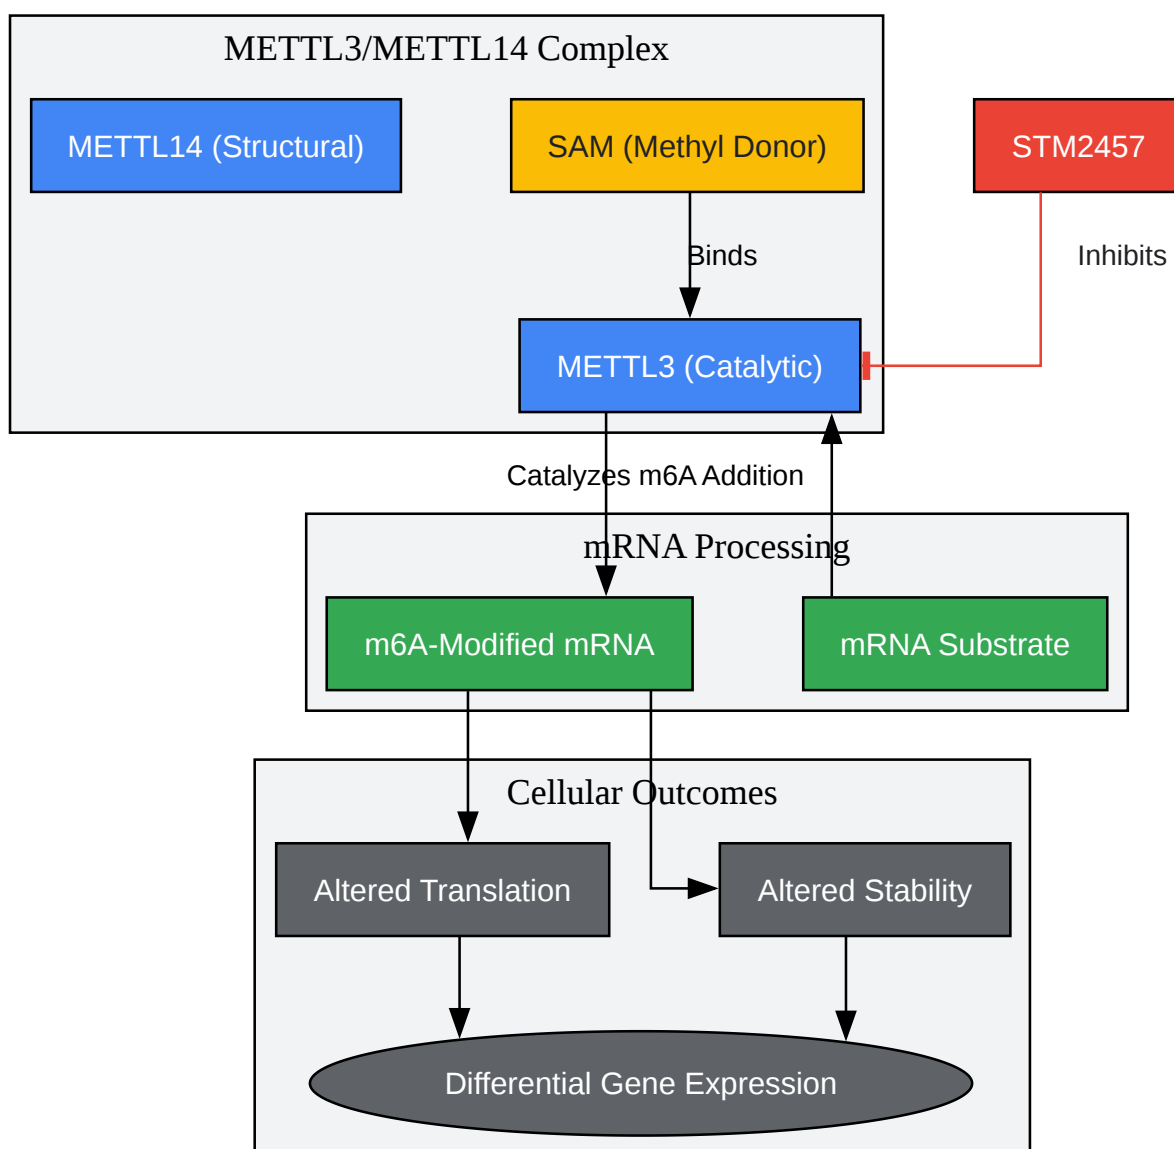 METTL3/METTL14 Complex
METTL14 (Structural)
SAM (Methyl Donor)
STM2457
Binds
Inhibits
METTL3 (Catalytic)
Catalyzes m6A Addition
mRNA Processing
m6A-Modified mRNA
mRNA Substrate
Cellular Outcomes
Altered Translation
Altered Stability
Differential Gene Expression